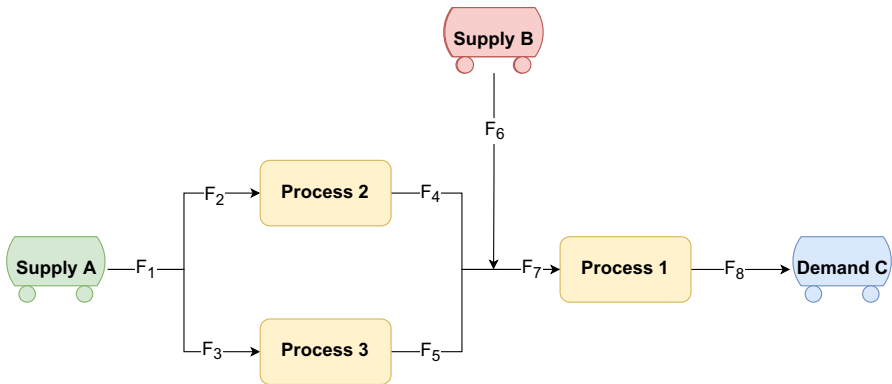 Supply B
F6
Process 2
F2
F4
Supply A
F1
F7
Process 1
F8
Demand C
F3
Process 3
F5